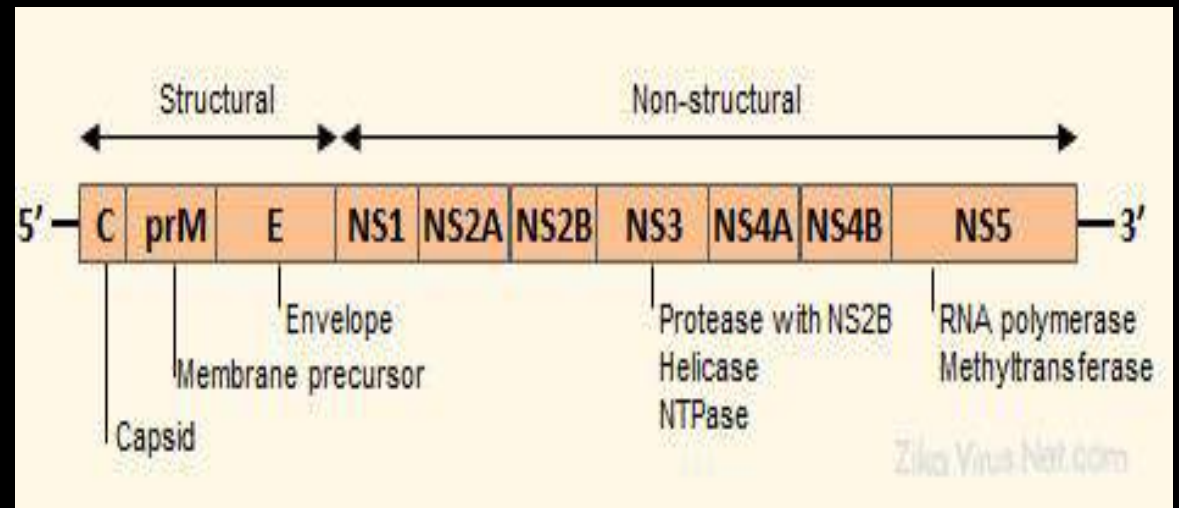 Structural Non-structural
5′ C prM E NS1 NS2A NS2B NS3 NS4A NS4B NS5 3′
Envelope
Membrane precursor
Capsid
Protease with NS2B
Helicase
NTPase
RNA polymerase
Methyltransferase
Zika Virus Net.com